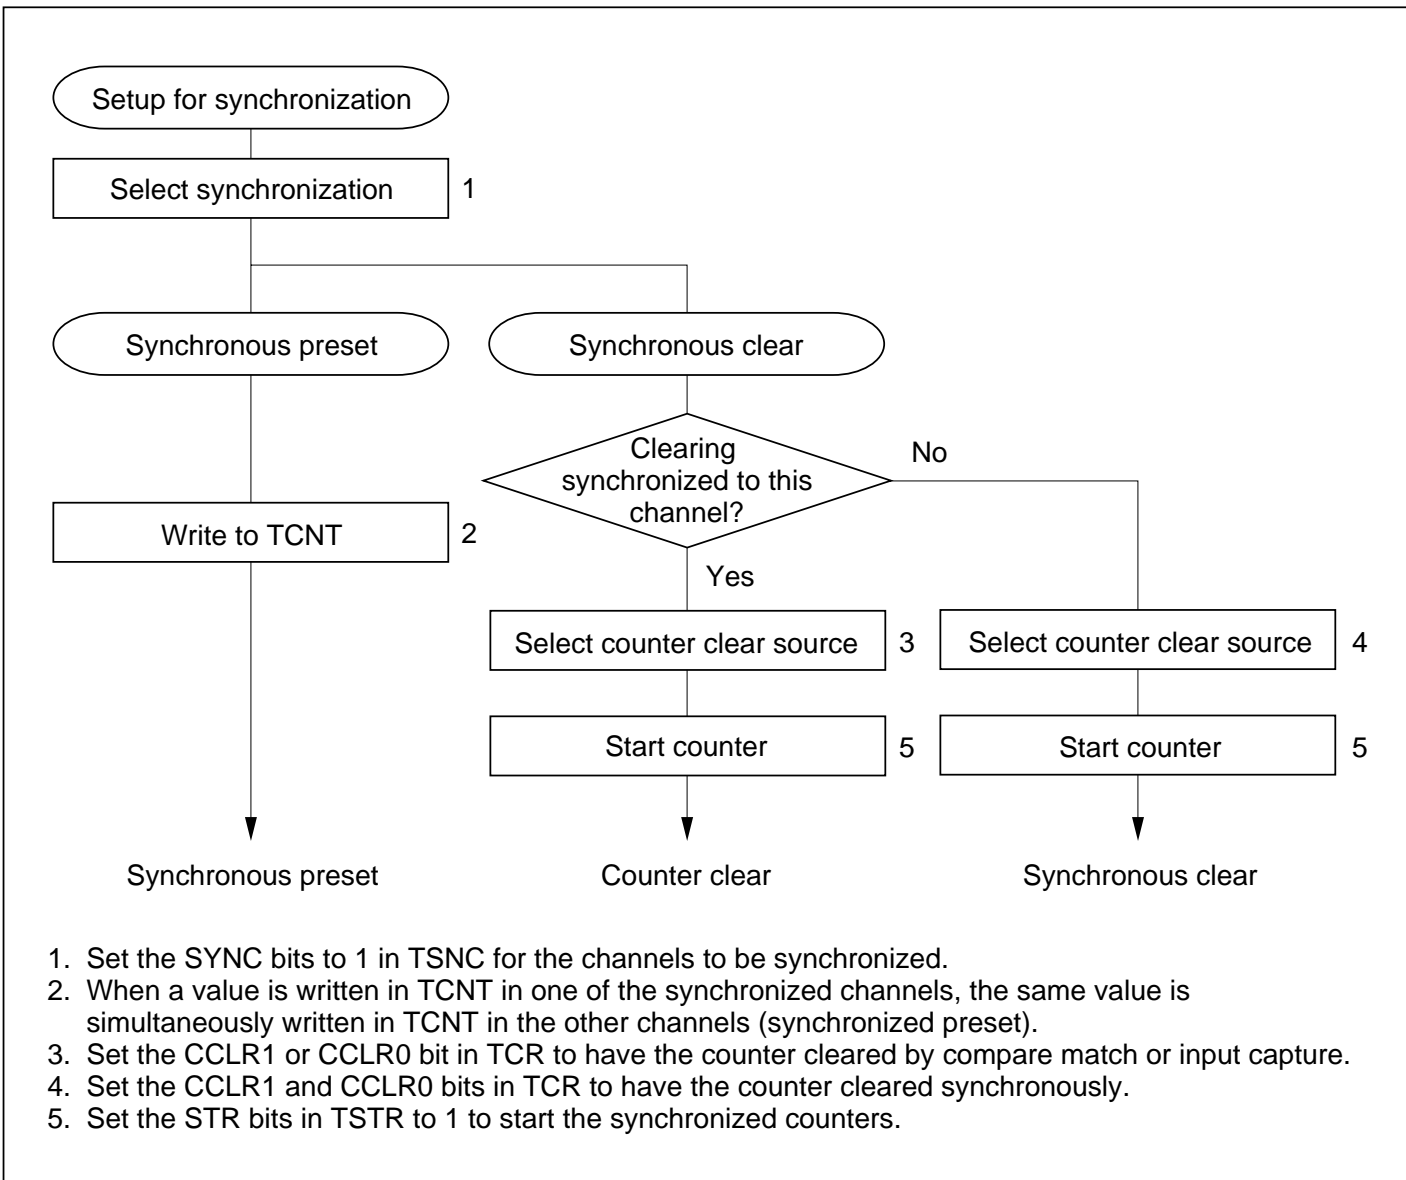 Setup for synchronization
Select synchronization 1
Synchronous preset
Synchronous clear
Clearing
synchronized to this
channel?
No
Write to TCNT 2
Yes
Select counter clear source 3
Select counter clear source 4
Start counter 5
Start counter 5
Synchronous preset
Counter clear
Synchronous clear
1. Set the SYNC bits to 1 in TSNC for the channels to be synchronized.
2. When a value is written in TCNT in one of the synchronized channels, the same value is
simultaneously written in TCNT in the other channels (synchronized preset).
3. Set the CCLR1 or CCLR0 bit in TCR to have the counter cleared by compare match or input capture.
4. Set the CCLR1 and CCLR0 bits in TCR to have the counter cleared synchronously.
5. Set the STR bits in TSTR to 1 to start the synchronized counters.